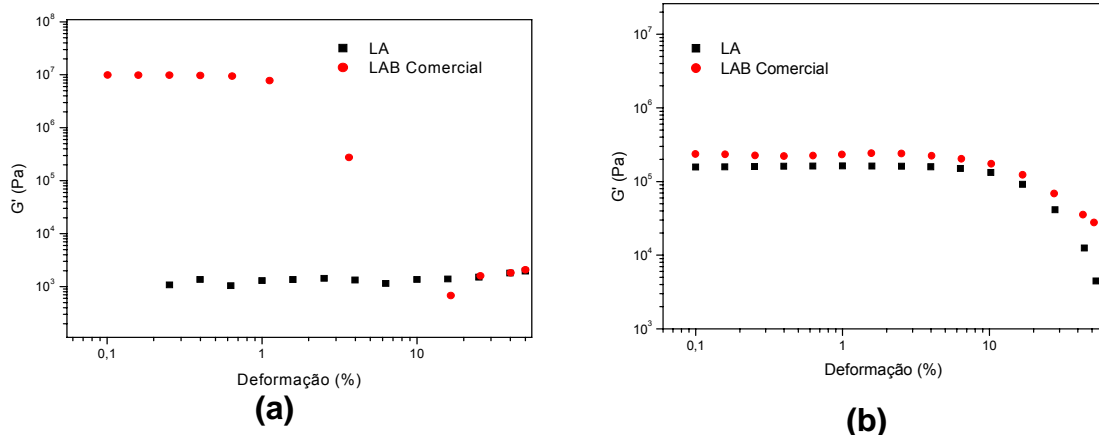 10⁸
10⁷
10⁶
10⁵
10⁴
10³
G' (Pa)
LA
LAB Comercial
0,1
1
10
Deformação (%)
(a)
10⁷
10⁶
10⁵
10⁴
10³
G' (Pa)
LA
LAB Comercial
0,1
1
10
Deformação (%)
(b)